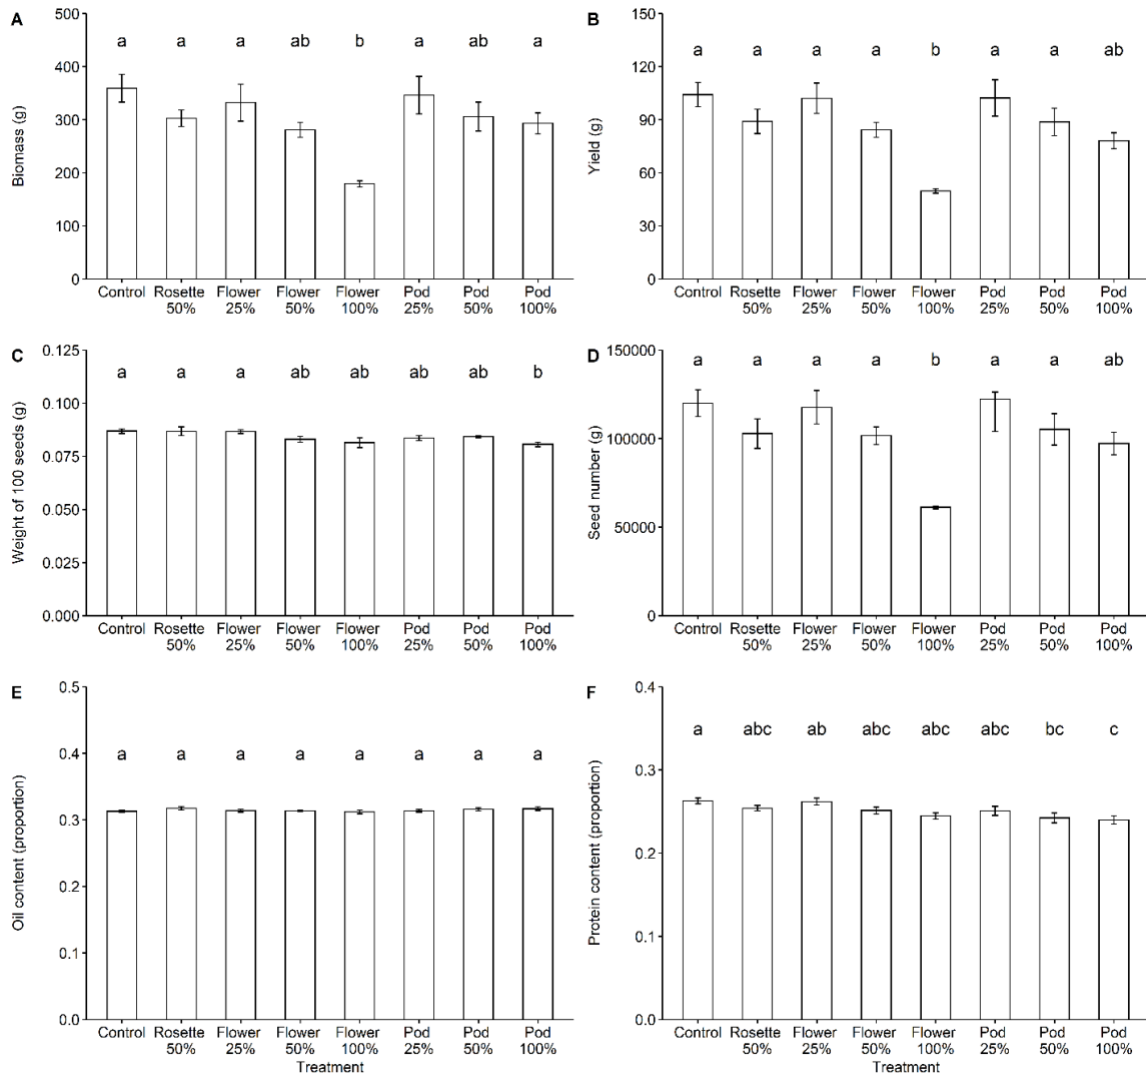 A
Biomass (g)
500
400
300
200
100
0
a a a ab b a ab a
Control Rosette Flower Flower Flower Pod Pod Pod
50% 25% 50% 100% 25% 50% 100%
B
Yield (g)
150
120
90
60
30
0
a a a a b a a ab
Control Rosette Flower Flower Flower Pod Pod Pod
50% 25% 50% 100% 25% 50% 100%
C
Weight of 100 seeds (g)
0.125
0.100
0.075
0.050
0.025
0.000
a a a ab ab ab ab b
Control Rosette Flower Flower Flower Pod Pod Pod
50% 25% 50% 100% 25% 50% 100%
D
Seed number (g)
150000
100000
50000
0
a a a a b a a ab
Control Rosette Flower Flower Flower Pod Pod Pod
50% 25% 50% 100% 25% 50% 100%
E
Oil content (proportion)
0.5
0.4
0.3
0.2
0.1
0.0
a a a a a a a a
Control Rosette Flower Flower Flower Pod Pod Pod
50% 25% 50% 100% 25% 50% 100%
Treatment
F
Protein content (proportion)
0.4
0.3
0.2
0.1
0.0
a abc ab abc abc abc bc c
Control Rosette Flower Flower Flower Pod Pod Pod
50% 25% 50% 100% 25% 50% 100%
Treatment